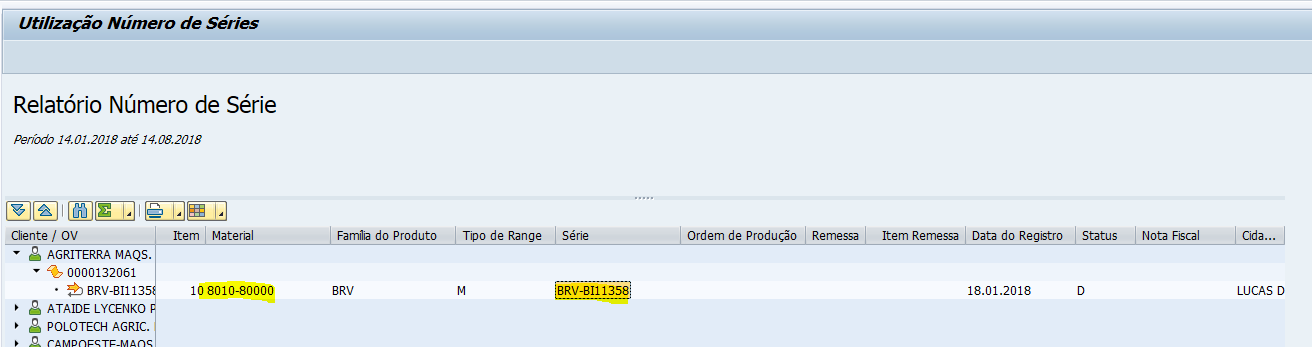 Utilização Número de Séries
Relatório Número de Série
Período 14.01.2018 até 14.08.2018
Cliente / OV Item Material Família do Produto Tipo de Range Série Ordem de Produção Remessa Item Remessa Data do Registro Status Nota Fiscal Cida...
AGRITERRA MAQS.
0000132061
BRV-BI11358 10 8010-80000 BRV M BRV-BI11358 18.01.2018 D LUCAS D
ATAIDE LYCENKO P
POLOTECH AGRIC.
CAMPOESTE-MAQS